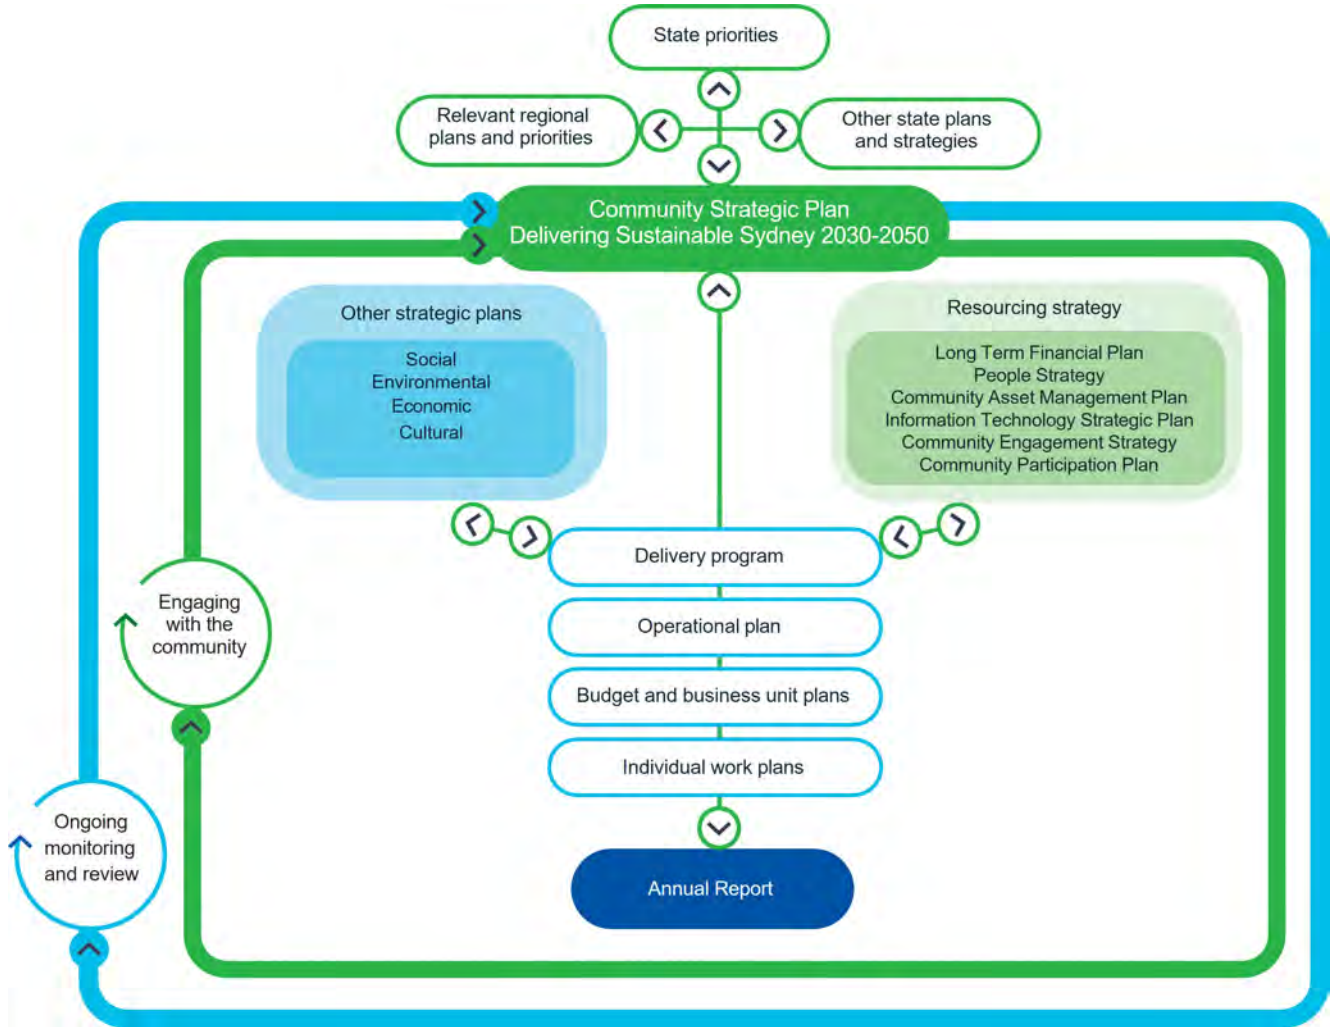 State priorities
Relevant regional
plans and priorities
Other state plans
and strategies
Community Strategic Plan
Delivering Sustainable Sydney 2030-2050
Other strategic plans
Social
Environmental
Economic
Cultural
Resourcing strategy
Long Term Financial Plan
People Strategy
Community Asset Management Plan
Information Technology Strategic Plan
Community Engagement Strategy
Community Participation Plan
Delivery program
Operational plan
Budget and business unit plans
Individual work plans
Annual Report
Engaging
with the
community
Ongoing
monitoring
and review